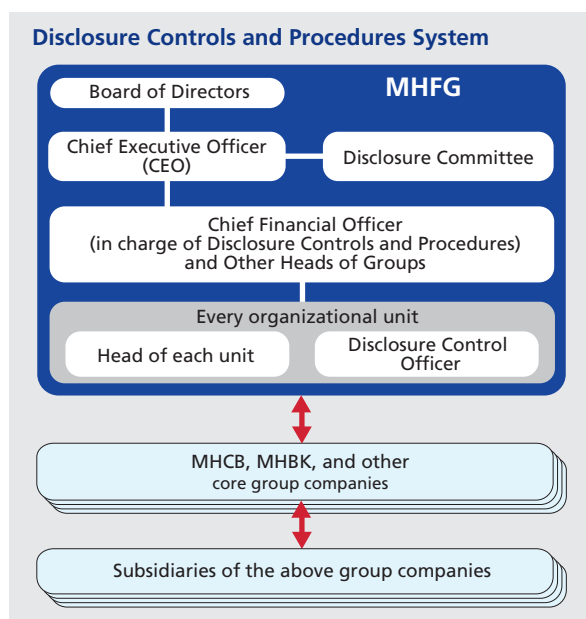 Disclosure Controls and Procedures System
MHFG
Board of Directors
Chief Executive Officer
(CEO)
Disclosure Committee
Chief Financial Officer
(in charge of Disclosure Controls and Procedures)
and Other Heads of Groups
Every organizational unit
Head of each unit
Disclosure Control
Officer
MHCB, MHBK, and other
core group companies
Subsidiaries of the above group companies